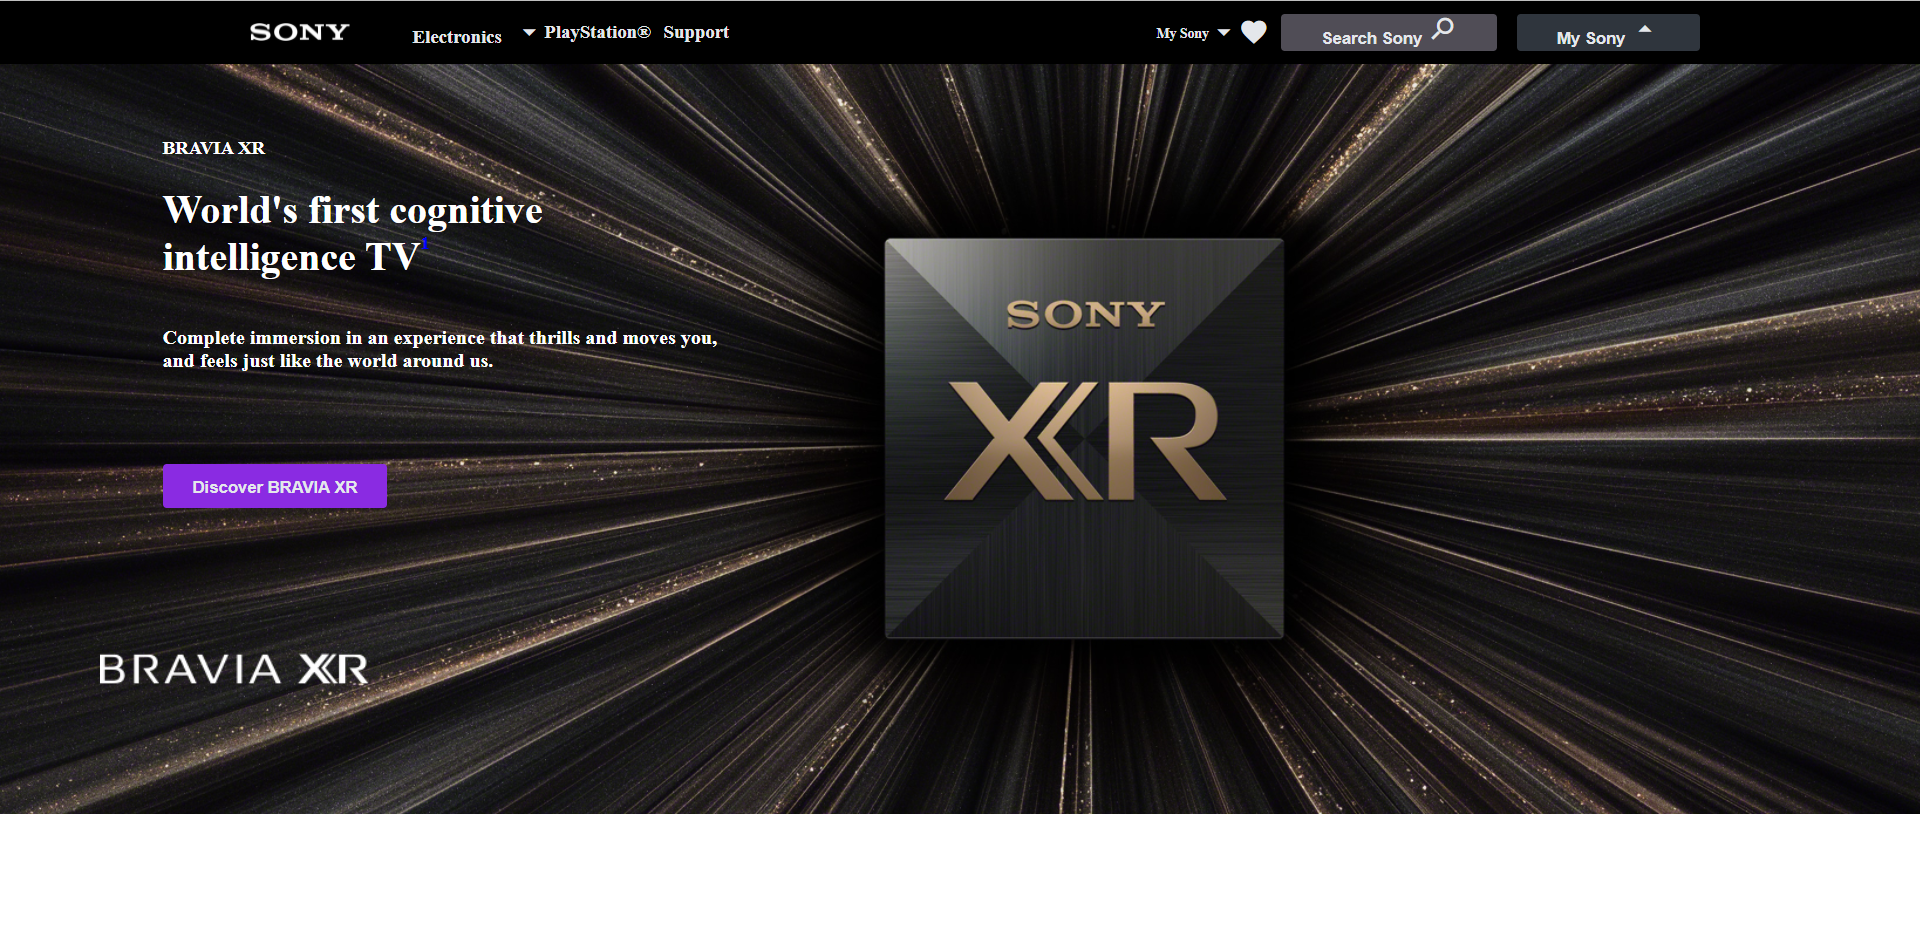 SONY Electronics PlayStation® Support My Sony Search Sony My Sony
BRAVIA XR
World's first cognitive
intelligence TV1
Complete immersion in an experience that thrills and moves you,
and feels just like the world around us.
Discover BRAVIA XR
SONY
XR
BRAVIA XR